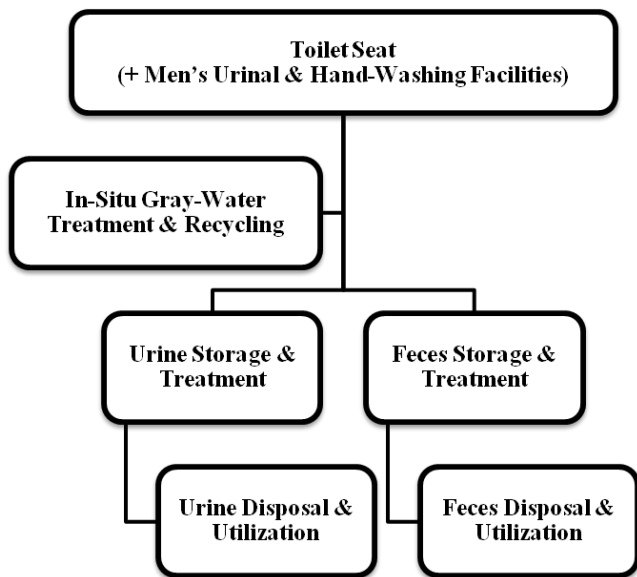 Toilet Seat
(+ Men’s Urinal & Hand-Washing Facilities)
In-Situ Gray-Water
Treatment & Recycling
Urine Storage &
Treatment
Feces Storage &
Treatment
Urine Disposal &
Utilization
Feces Disposal &
Utilization